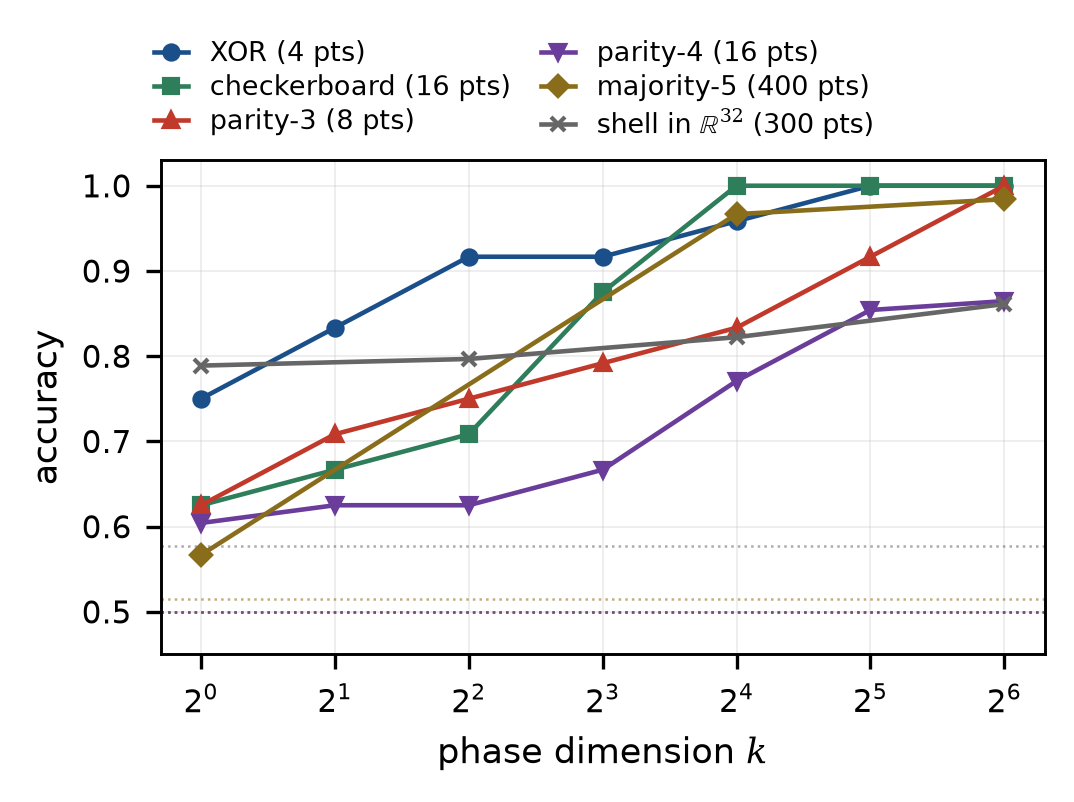 XOR (4 pts)
checkerboard (16 pts)
parity-3 (8 pts)
parity-4 (16 pts)
majority-5 (400 pts)
shell in ℝ³² (300 pts)
accuracy
1.0
0.9
0.8
0.7
0.6
0.5
2⁰ 2¹ 2² 2³ 2⁴ 2⁵ 2⁶
phase dimension k